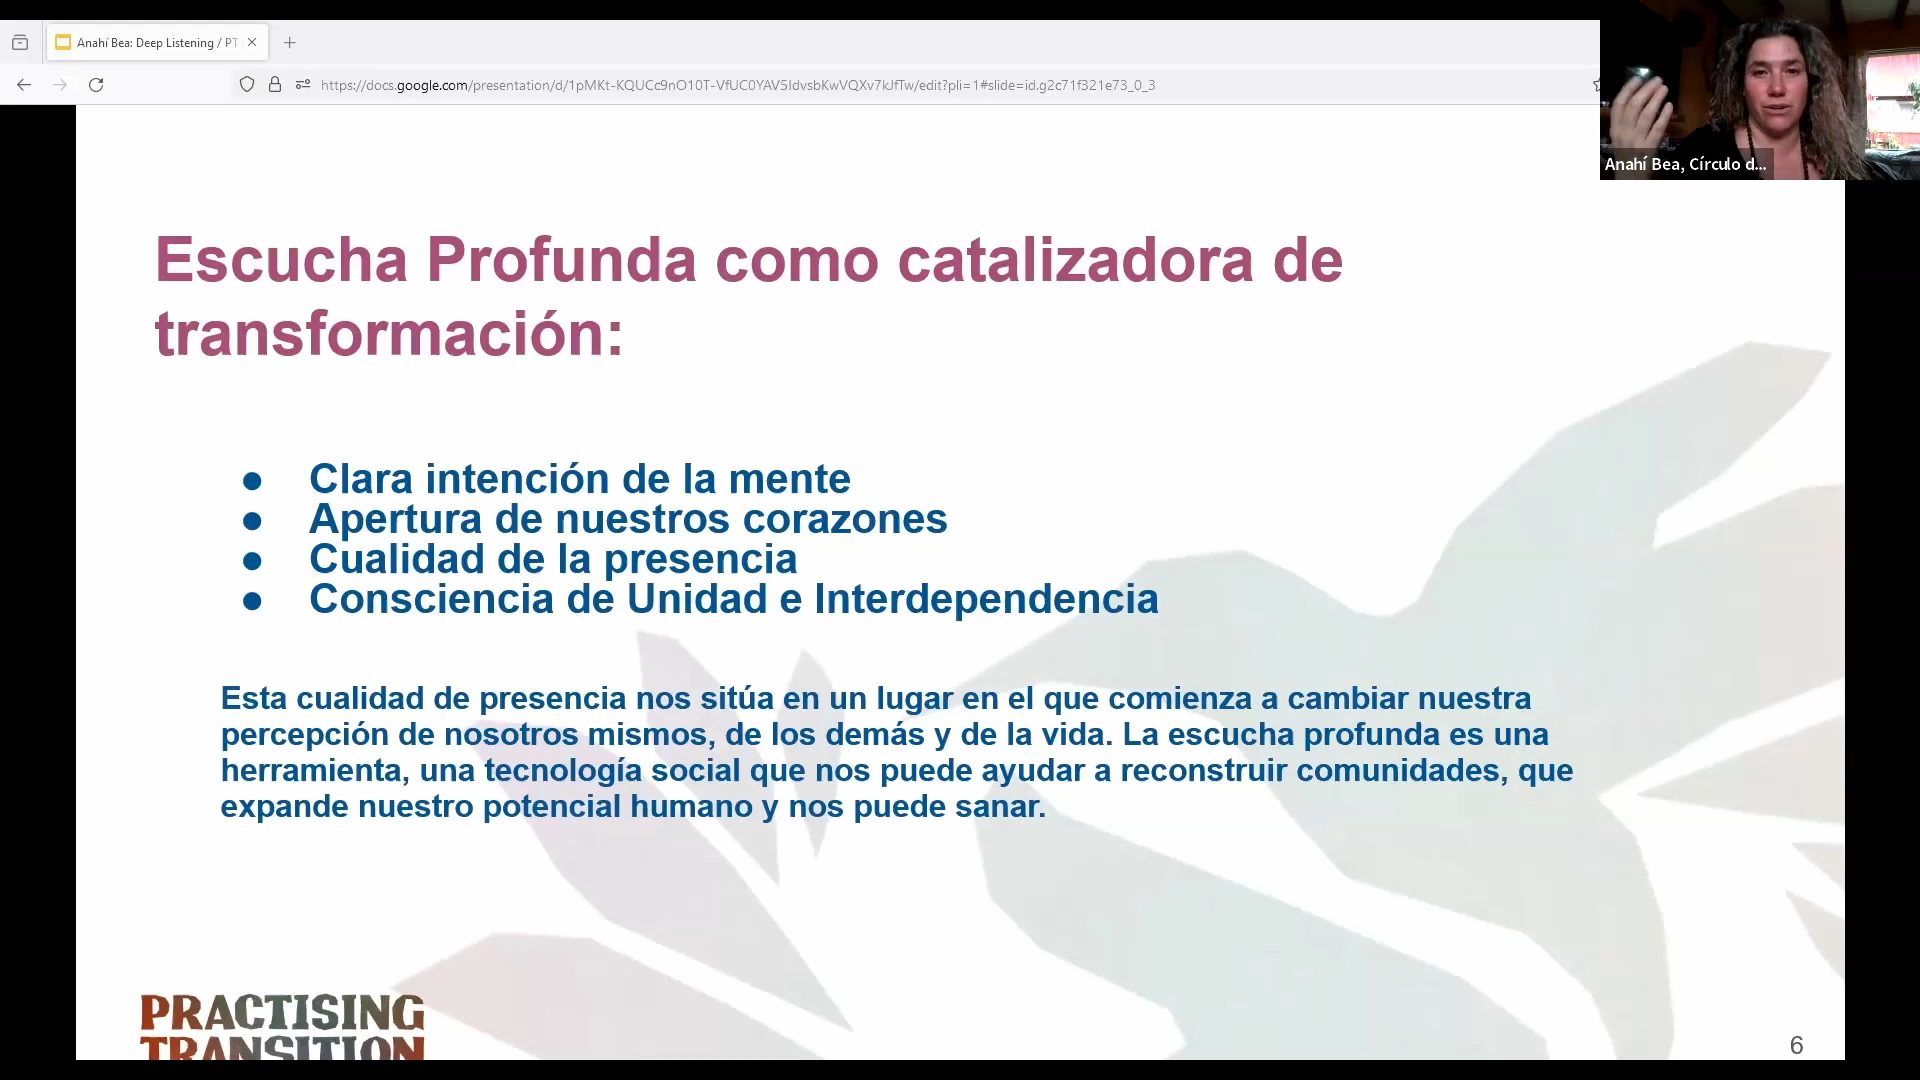 Anahí Bea: Deep Listening / PT
https://docs.google.com/presentation/d/1pMKt-KQUCc9nO10T-VfUC0YAV5IdvsbKwVQXv7kJfTw/edit?pli=1#slide=id.g2c71f321e73_0_3
Anahí Bea, Círculo d...
Escucha Profunda como catalizadora de
transformación:
● Clara intención de la mente
● Apertura de nuestros corazones
● Cualidad de la presencia
● Consciencia de Unidad e Interdependencia
Esta cualidad de presencia nos sitúa en un lugar en el que comienza a cambiar nuestra
percepción de nosotros mismos, de los demás y de la vida. La escucha profunda es una
herramienta, una tecnología social que nos puede ayudar a reconstruir comunidades, que
expande nuestro potencial humano y nos puede sanar.
PRACTISING
TRANSITION
6